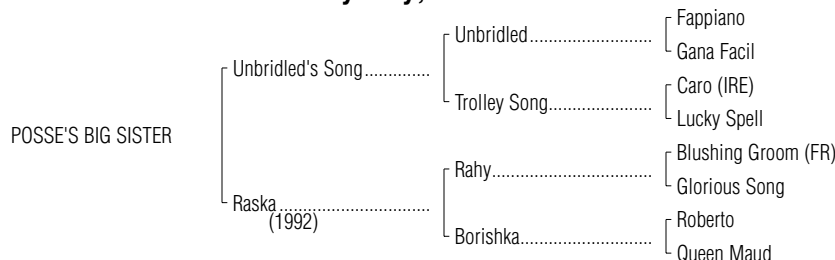 Fappiano
Unbridled..............................
Gana Facil
Unbridled's Song..............
Caro (IRE)
Trolley Song........................
Lucky Spell
POSSE'S BIG SISTER
Blushing Groom (FR)
Rahy.....................................
Glorious Song
Raska.................................
(1992)
Roberto
Borishka..............................
Queen Maud